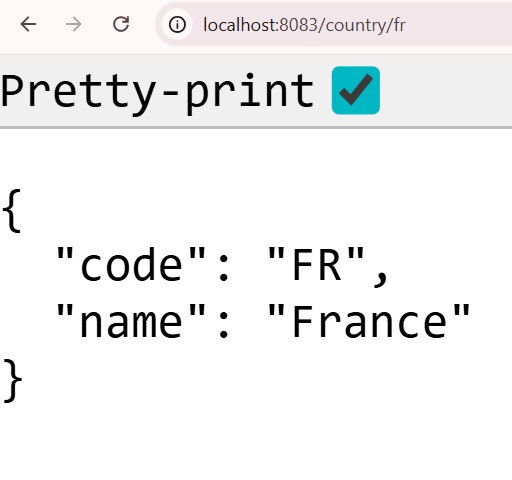 localhost:8083/country/fr
Pretty-print
{
  "code": "FR",
  "name": "France"
}